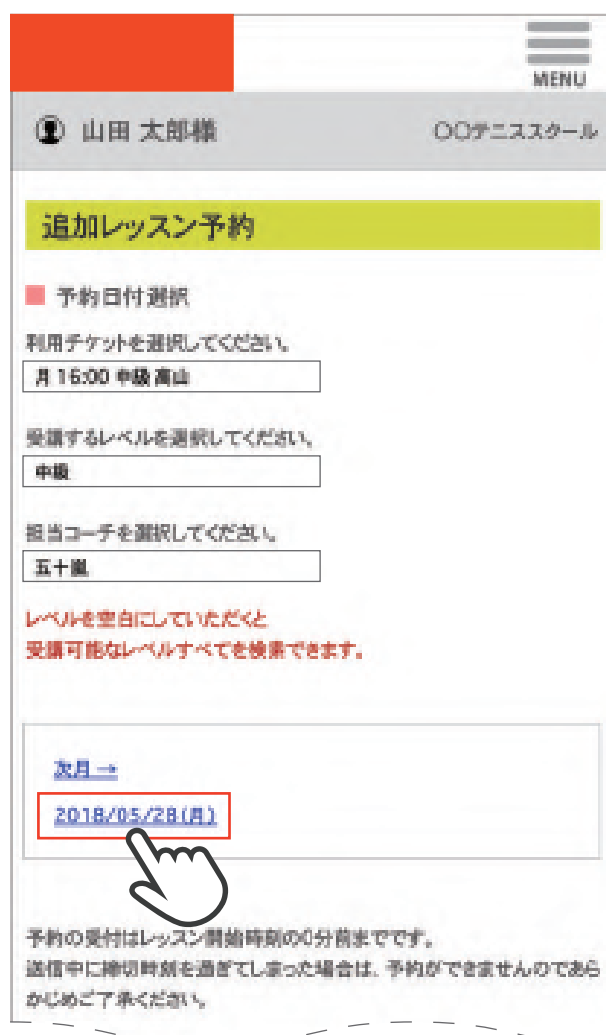 MENU
山田 太郎様
〇〇テニススクール
追加レッスン予約
予約日付選択
利用チケットを選択してください。
月 16:00 中級 高山
受講するレベルを選択してください。
中級
担当コーチを選択してください。
五十嵐
レベルを空白にしていただくと
受講可能なレベルすべてを検索できます。
次月 →
2018/05/28(月)
予約の受付はレッスン開始時刻の0分前までです。
送信中に締切時刻を過ぎてしまった場合は、予約ができませんのであら
かじめご了承ください。